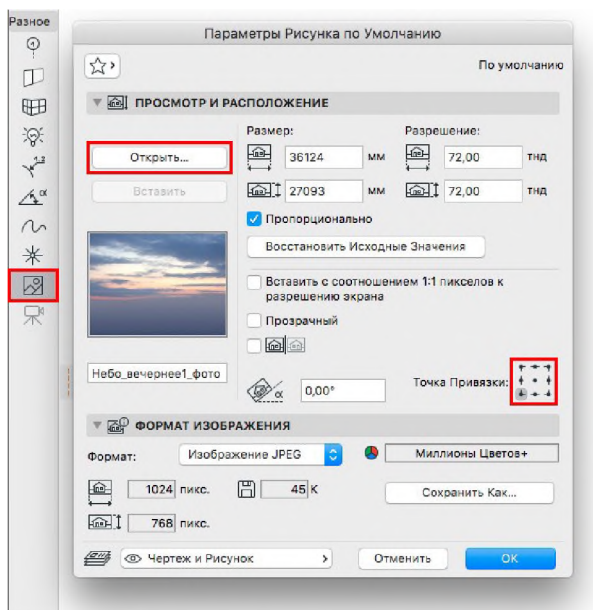 Разное
Параметры Рисунка по Умолчанию
По умолчанию
ПРОСМОТР И РАСПОЛОЖЕНИЕ
Размер: Разрешение:
Открыть... 36124 мм 72,00 тнд
Вставить 27093 мм 72,00 тнд
Пропорционально
Восстановить Исходные Значения
Вставить с соотношением 1:1 пикселов к
разрешению экрана
Прозрачный
Небо_вечернее1_фото
α 0,00° Точка Привязки:
ФОРМАТ ИЗОБРАЖЕНИЯ
Формат: Изображение JPEG Миллионы Цветов+
1024 пикс. 45 K Сохранить Как...
768 пикс.
Чертеж и Рисунок Отменить OK